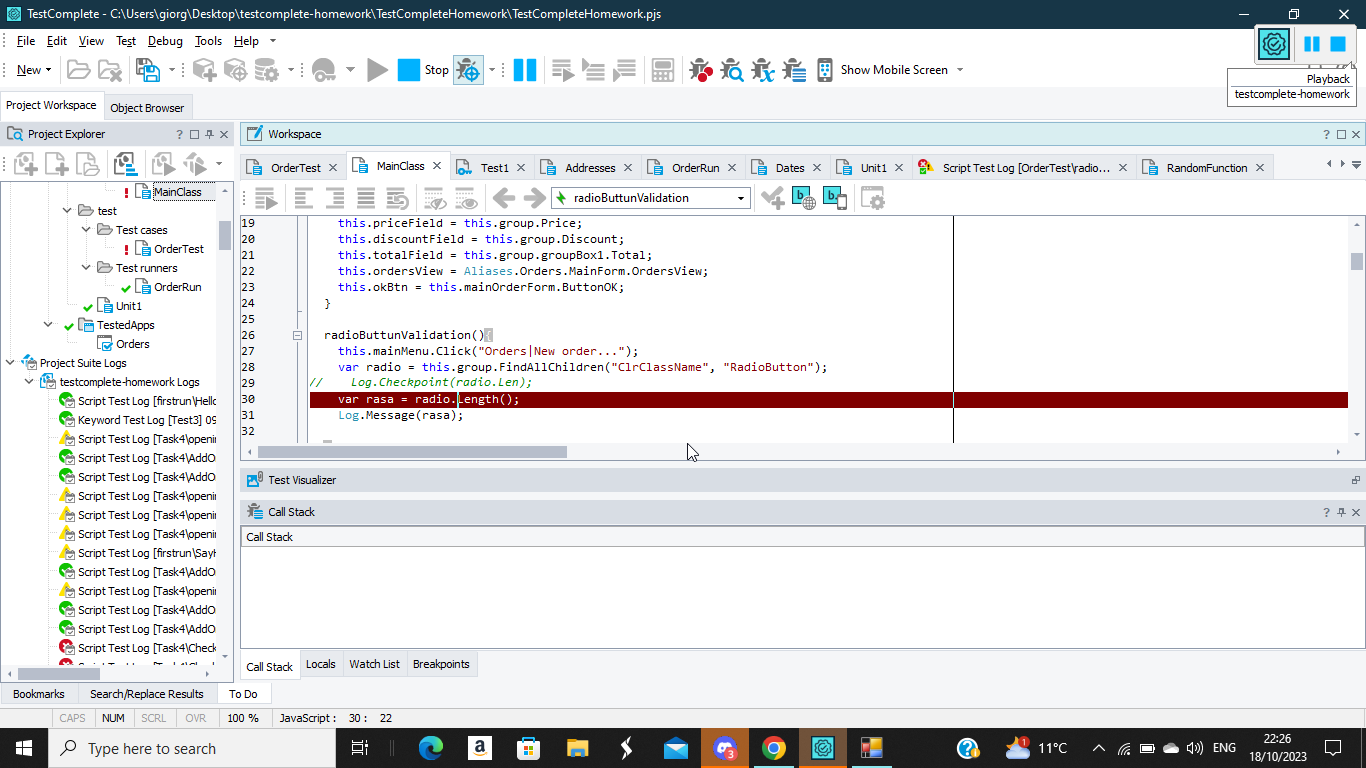 TestComplete - C:\Users\giorg\Desktop\testcomplete-homework\TestCompleteHomework\TestCompleteHomework.pjs
File Edit View Test Debug Tools Help
New Stop Show Mobile Screen
Playback
testcomplete-homework
Project Workspace Object Browser
Project Explorer ?
Workspace ?
OrderTest MainClass Test1 Addresses OrderRun Dates Unit1 Script Test Log [OrderTest\radio... RandomFunction
radioButtunValidation
MainClass
test
Test cases
OrderTest
Test runners
OrderRun
Unit1
TestedApps
Orders
Project Suite Logs
testcomplete-homework Logs
Script Test Log [firstrun\Hello
Keyword Test Log [Test3] 09
Script Test Log [Task4\openin
Script Test Log [Task4\AddO
Script Test Log [Task4\AddO
Script Test Log [Task4\openin
Script Test Log [Task4\openin
Script Test Log [Task4\openin
Script Test Log [firstrun\SayH
Script Test Log [Task4\AddO
Script Test Log [Task4\openin
Script Test Log [Task4\AddO
Script Test Log [Task4\AddO
Script Test Log [Task4\Check
19 this.priceField = this.group.Price;
20 this.discountField = this.group.Discount;
21 this.totalField = this.group.groupBox1.Total;
22 this.ordersView = Aliases.Orders.MainForm.OrdersView;
23 this.okBtn = this.mainOrderForm.ButtonOK;
24 }
25
26 radioButtunValidation(){
27 this.mainMenu.Click("Orders|New order...");
28 var radio = this.group.FindAllChildren("ClrClassName", "RadioButton");
29 // Log.Checkpoint(radio.Len);
30 var rasa = radio.Length();
31 Log.Message(rasa);
32
Test Visualizer
Call Stack ?
Call Stack
Call Stack Locals Watch List Breakpoints
Bookmarks Search/Replace Results To Do
CAPS NUM SCRL OVR 100 % JavaScript : 30 : 22
Type here to search
a
3
1
11°C
ENG
22:26
18/10/2023